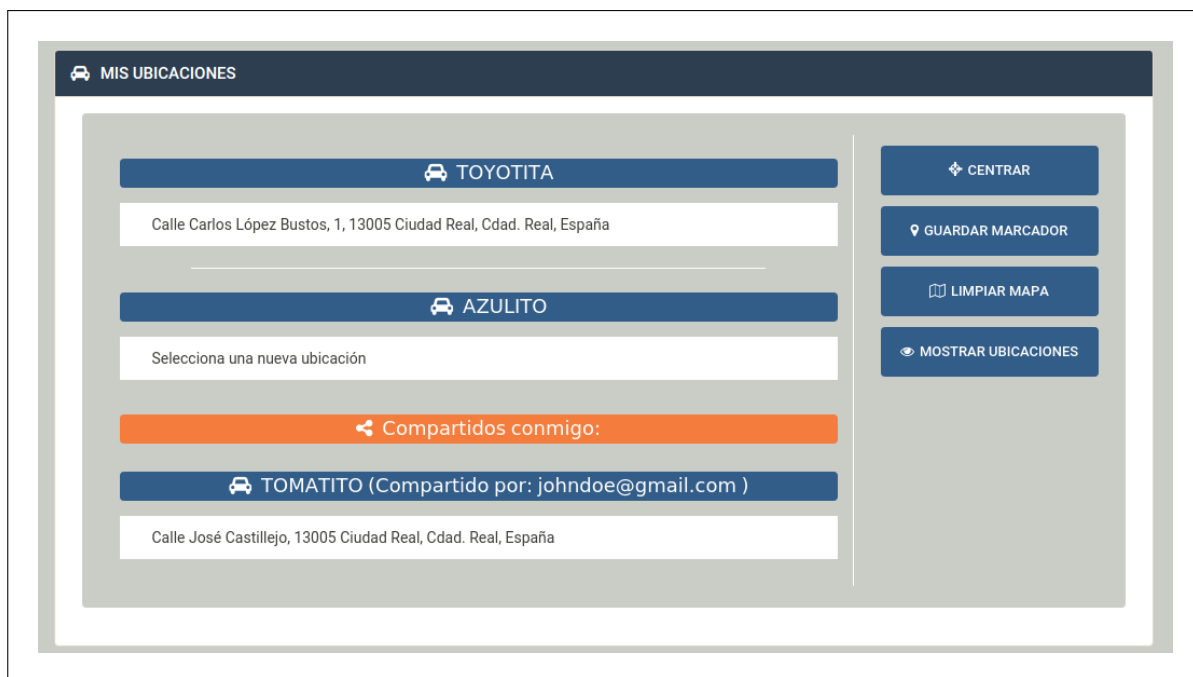 MIS UBICACIONES
TOYOTITA
Calle Carlos López Bustos, 1, 13005 Ciudad Real, Cdad. Real, España
AZULITO
Selecciona una nueva ubicación
Compartidos conmigo:
TOMATITO (Compartido por: johndoe@gmail.com )
Calle José Castillejo, 13005 Ciudad Real, Cdad. Real, España
CENTRAR
GUARDAR MARCADOR
LIMPIAR MAPA
MOSTRAR UBICACIONES